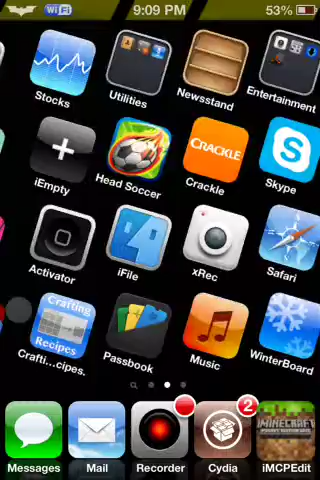 WiFi 9:09 PM 53%
Stocks Utilities Newsstand Entertainment
CRACKLE
iEmpty Head Soccer Crackle Skype
Activator iFile xRec Safari
Crafting
Recipes
Crafti...cipes. Passbook Music WinterBoard
2
MINECRAFT
Messages Mail Recorder Cydia iMCPEdit